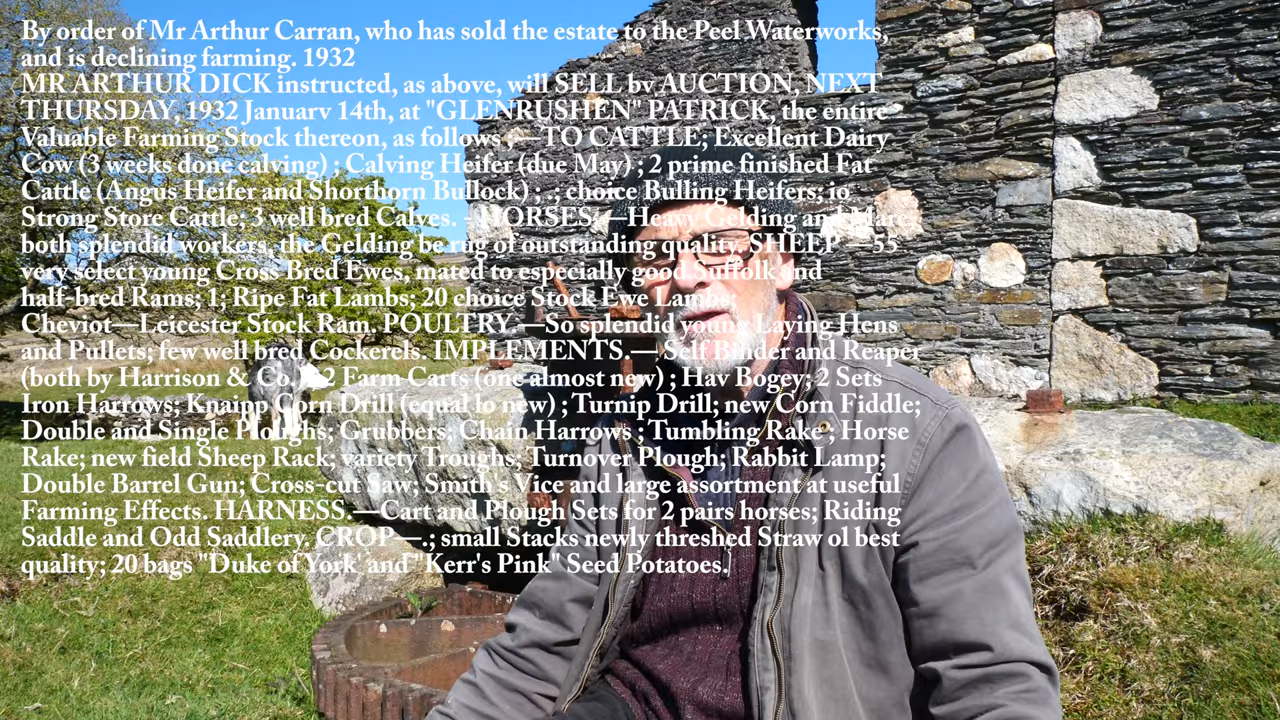 By order of Mr Arthur Carran, who has sold the estate to the Peel Waterworks,
and is declining farming. 1932
MR ARTHUR DICK instructed, as above, will SELL bv AUCTION, NEXT
THURSDAY, 1932 Januarv 14th, at "GLENRUSHEN" PATRICK, the entire
Valuable Farming Stock thereon, as follows ;— TO CATTLE; Excellent Dairy
Cow (3 weeks done calving) ; Calving Heifer (due May) ; 2 prime finished Fat
Cattle (Angus Heifer and Shorthorn Bullock) ; .; choice Bulling Heifers; io
Strong Store Cattle; 3 well bred Calves. - HORSES.—Heavy Gelding and Mare,
both splendid workers, the Gelding be rug of outstanding quality. SHEEP.—55
very select young Cross Bred Ewes, mated to especially good Suffolk and
half-bred Rams; 1; Ripe Fat Lambs; 20 choice Stock Ewe Lambs;
Cheviot—Leicester Stock Ram. POULTRY.—So splendid young Laying Hens
and Pullets; few well bred Cockerels. IMPLEMENTS.— Self Binder and Reaper
(both by Harrison & Co.); 2 Farm Carts (one almost new) ; Hav Bogey; 2 Sets
Iron Harrows; Knaipp Corn Drill (equal lo new) ; Turnip Drill; new Corn Fiddle;
Double and Single Ploughs; Grubbers; Chain Harrows ; Tumbling Rake ; Horse
Rake; new field Sheep Rack; variety Troughs; Turnover Plough; Rabbit Lamp;
Double Barrel Gun; Cross-cut Saw; Smith's Vice and large assortment at useful
Farming Effects. HARNESS.—Cart and Plough Sets for 2 pairs horses; Riding
Saddle and Odd Saddlery. CROP—.; small Stacks newly threshed Straw ol best
quality; 20 bags "Duke of York' and "Kerr's Pink" Seed Potatoes.